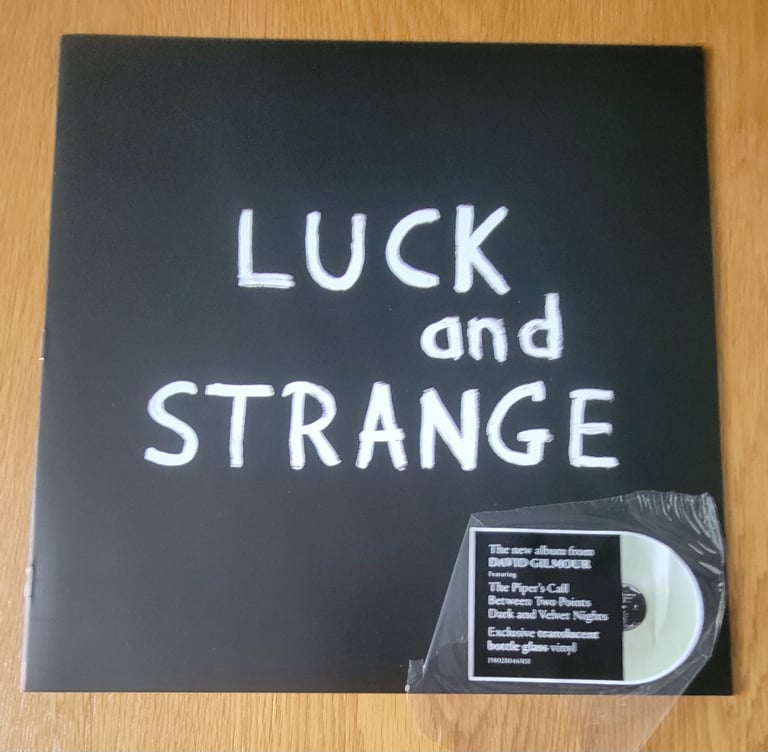 LUCK
and
STRANGE
The new album from
DAVID GILMOUR
Featuring
The Piper's Call
Between Two Points
Dark and Velvet Nights
Exclusive translucent
bottle glass vinyl